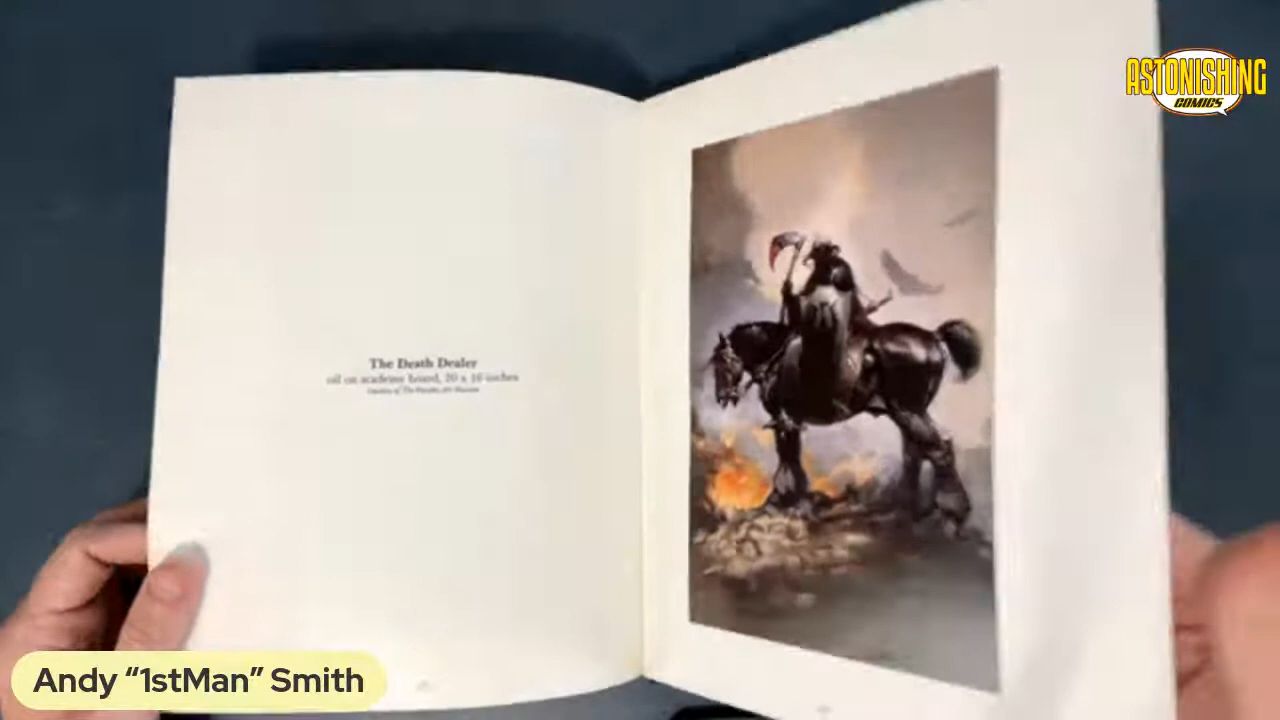 The Death Dealer
oil on academy board, 20 x 16 inches
ASTONISHING
COMICS
Andy “1stMan” Smith